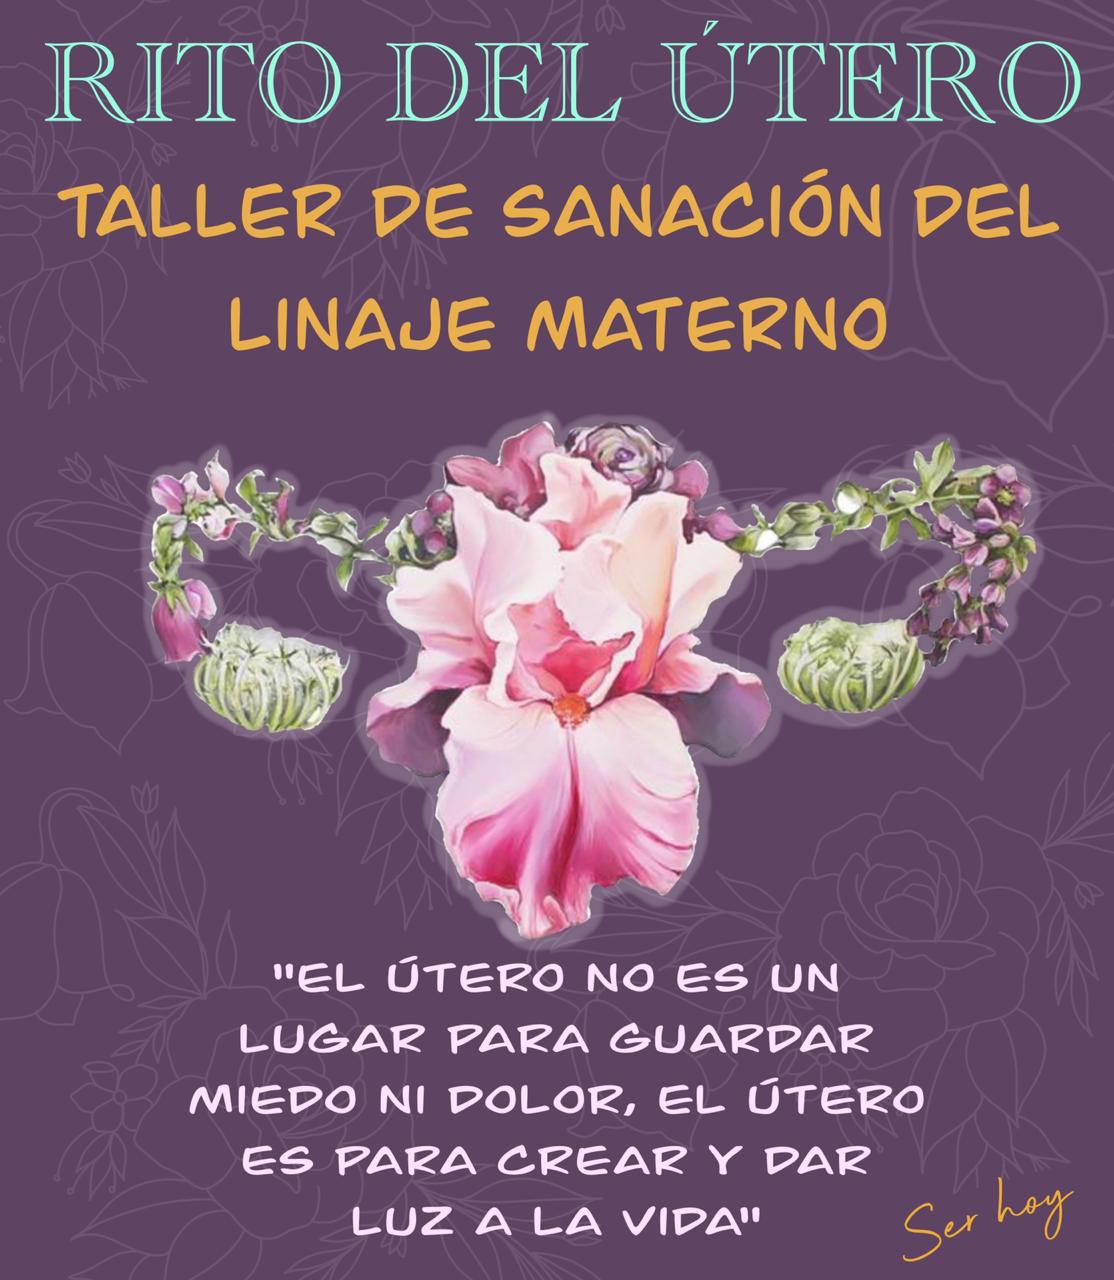 RITO DEL ÚTERO
TALLER DE SANACIÓN DEL
LINAJE MATERNO
"EL ÚTERO NO ES UN
LUGAR PARA GUARDAR
MIEDO NI DOLOR, EL ÚTERO
ES PARA CREAR Y DAR
LUZ A LA VIDA"
Ser hoy